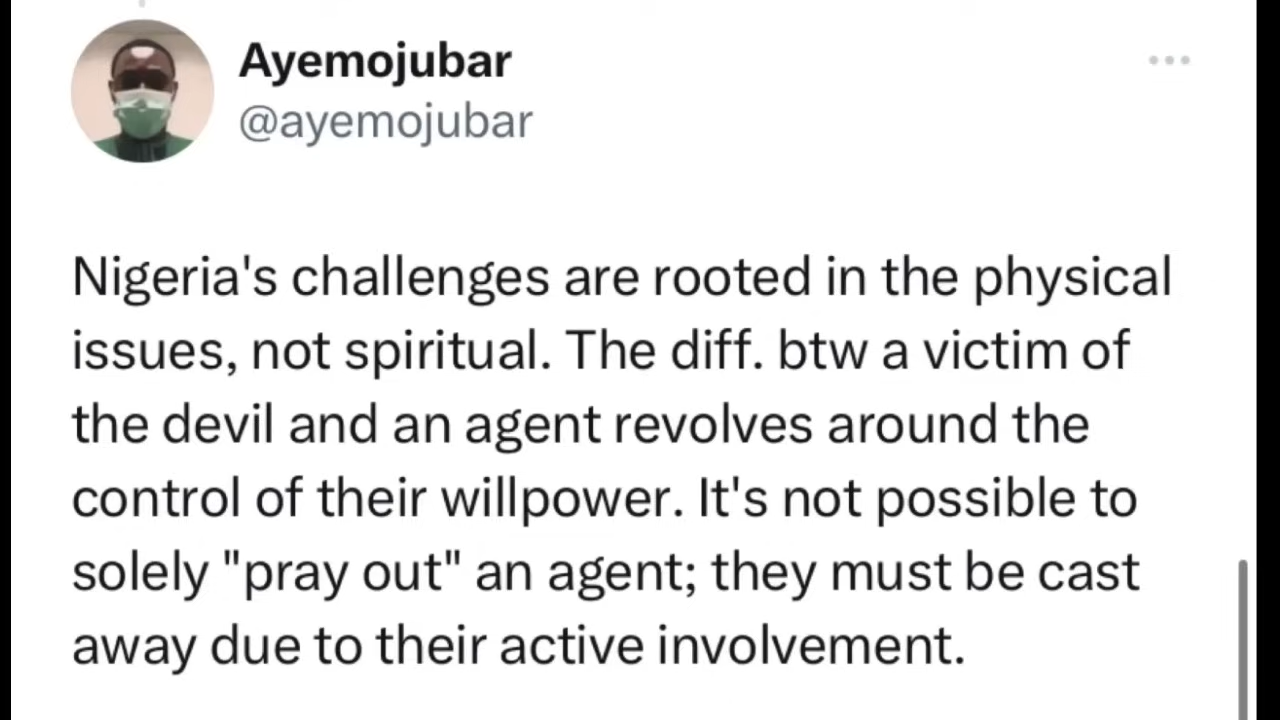 Ayemojubar
@ayemojubar
Nigeria's challenges are rooted in the physical
issues, not spiritual. The diff. btw a victim of
the devil and an agent revolves around the
control of their willpower. It's not possible to
solely "pray out" an agent; they must be cast
away due to their active involvement.